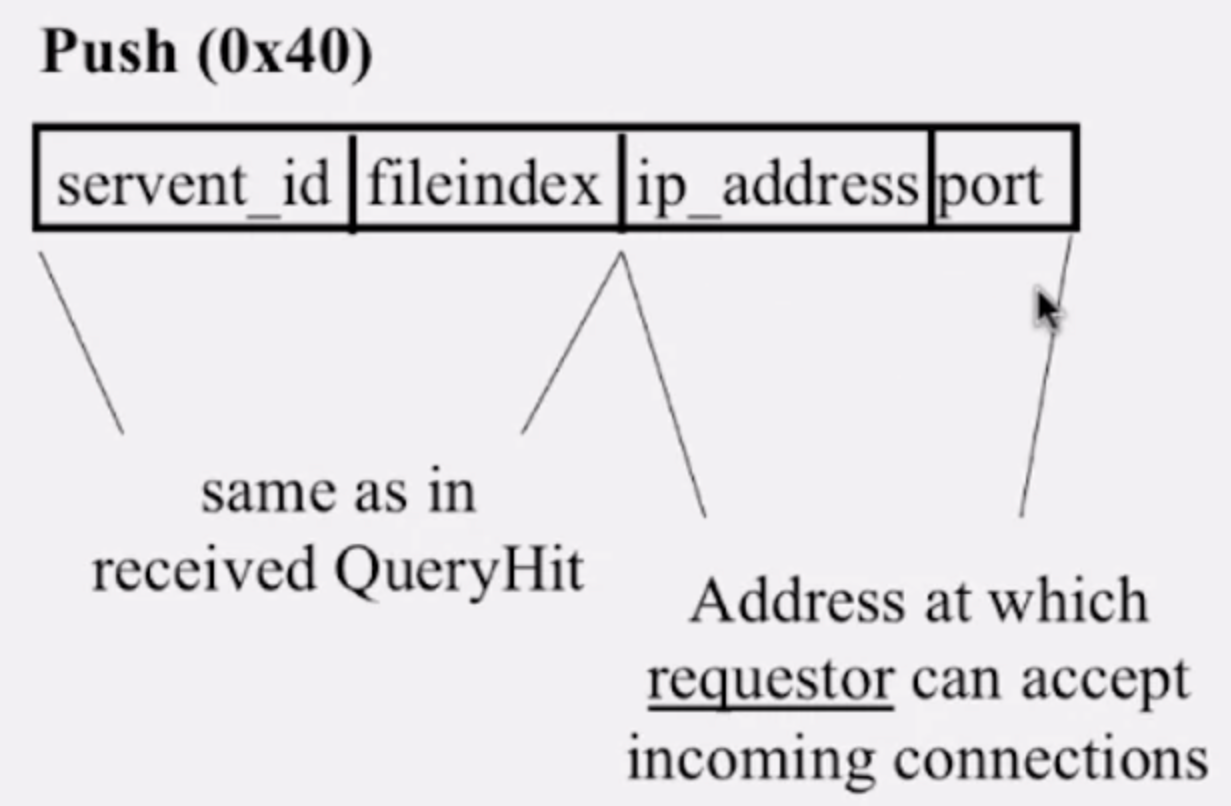 Push (0x40)
servent_id fileindex ip_address port
same as in
received QueryHit
Address at which
requestor can accept
incoming connections